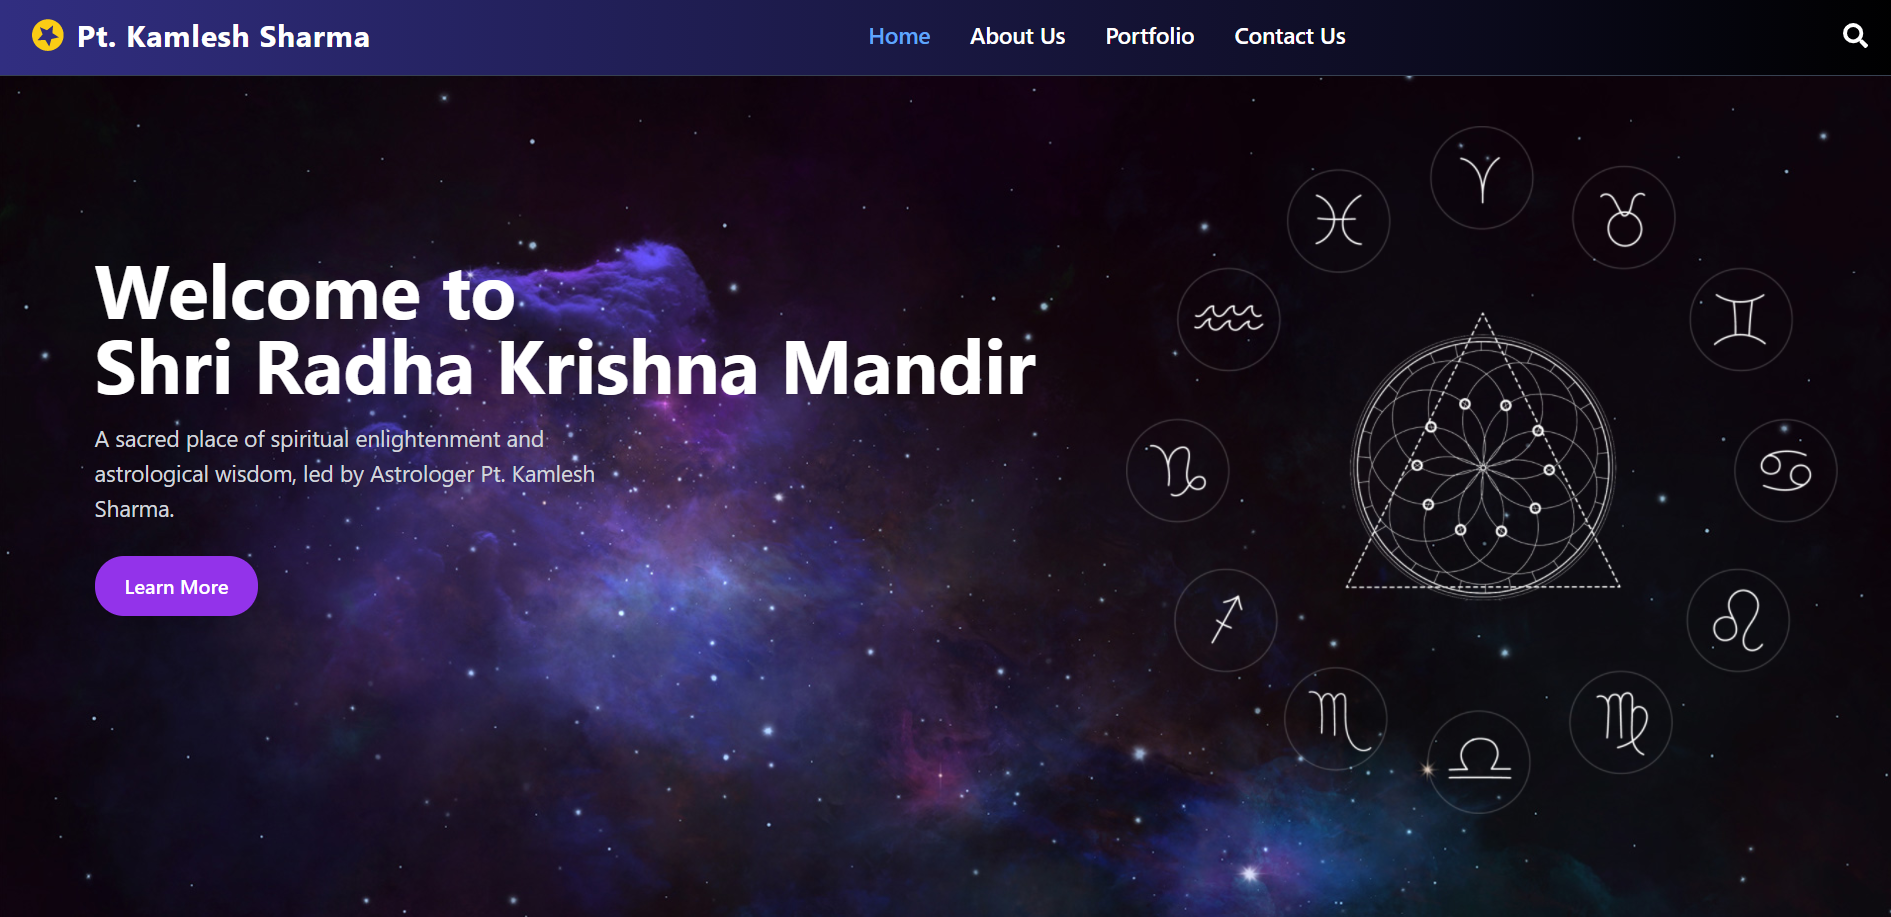 Pt. Kamlesh Sharma
Home About Us Portfolio Contact Us
Welcome to
Shri Radha Krishna Mandir
A sacred place of spiritual enlightenment and
astrological wisdom, led by Astrologer Pt. Kamlesh
Sharma.
Learn More